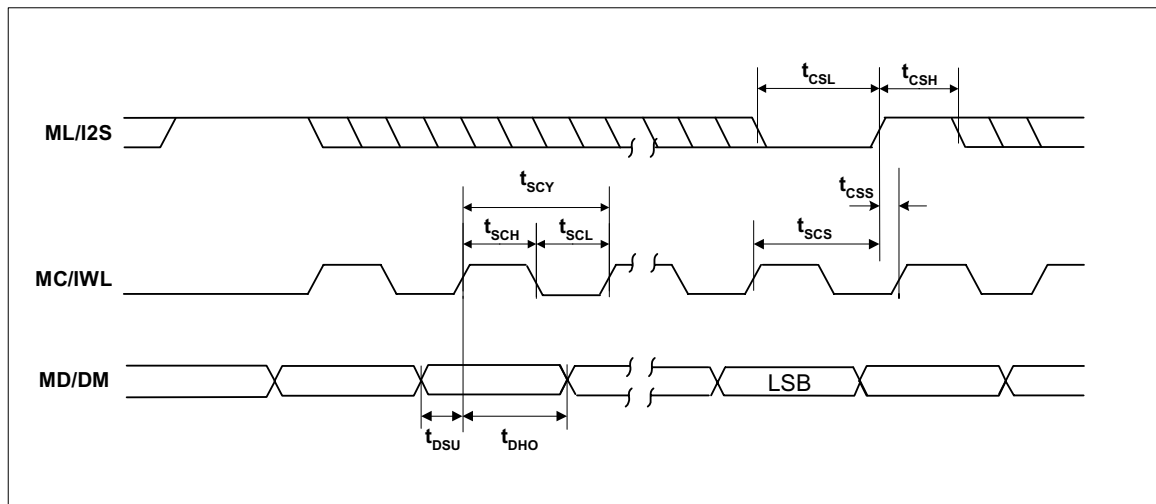 tCSL tCSH
ML/I2S
tSCY
tCSS
tSCH tSCL
tSCS
MC/IWL
MD/DM
LSB
tDSU tDHO